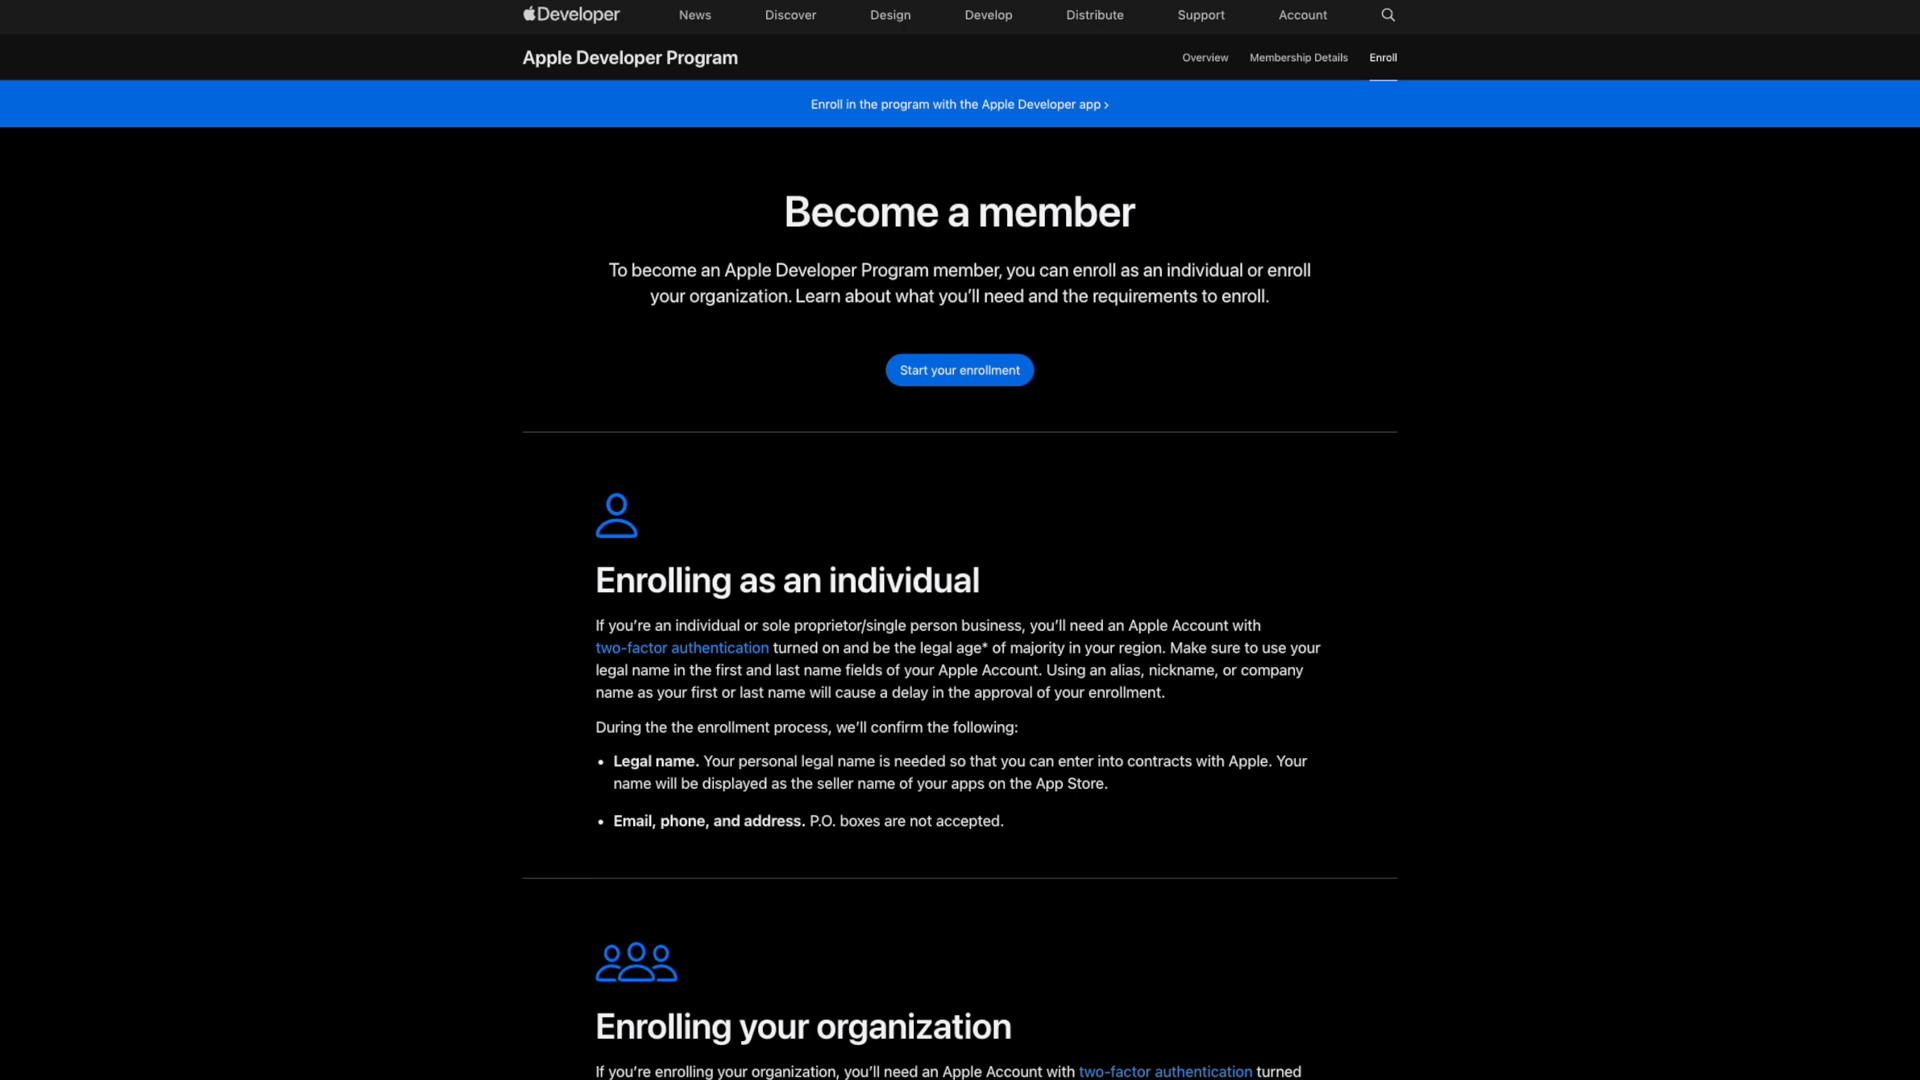 Developer News Discover Design Develop Distribute Support Account
Apple Developer Program Overview Membership Details Enroll
Enroll in the program with the Apple Developer app ›
Become a member
To become an Apple Developer Program member, you can enroll as an individual or enroll
your organization. Learn about what you’ll need and the requirements to enroll.
Start your enrollment
Enrolling as an individual
If you’re an individual or sole proprietor/single person business, you’ll need an Apple Account with
two-factor authentication turned on and be the legal age* of majority in your region. Make sure to use your
legal name in the first and last name fields of your Apple Account. Using an alias, nickname, or company
name as your first or last name will cause a delay in the approval of your enrollment.
During the the enrollment process, we’ll confirm the following:
• Legal name. Your personal legal name is needed so that you can enter into contracts with Apple. Your
name will be displayed as the seller name of your apps on the App Store.
• Email, phone, and address. P.O. boxes are not accepted.
Enrolling your organization
If you’re enrolling your organization, you’ll need an Apple Account with two-factor authentication turned